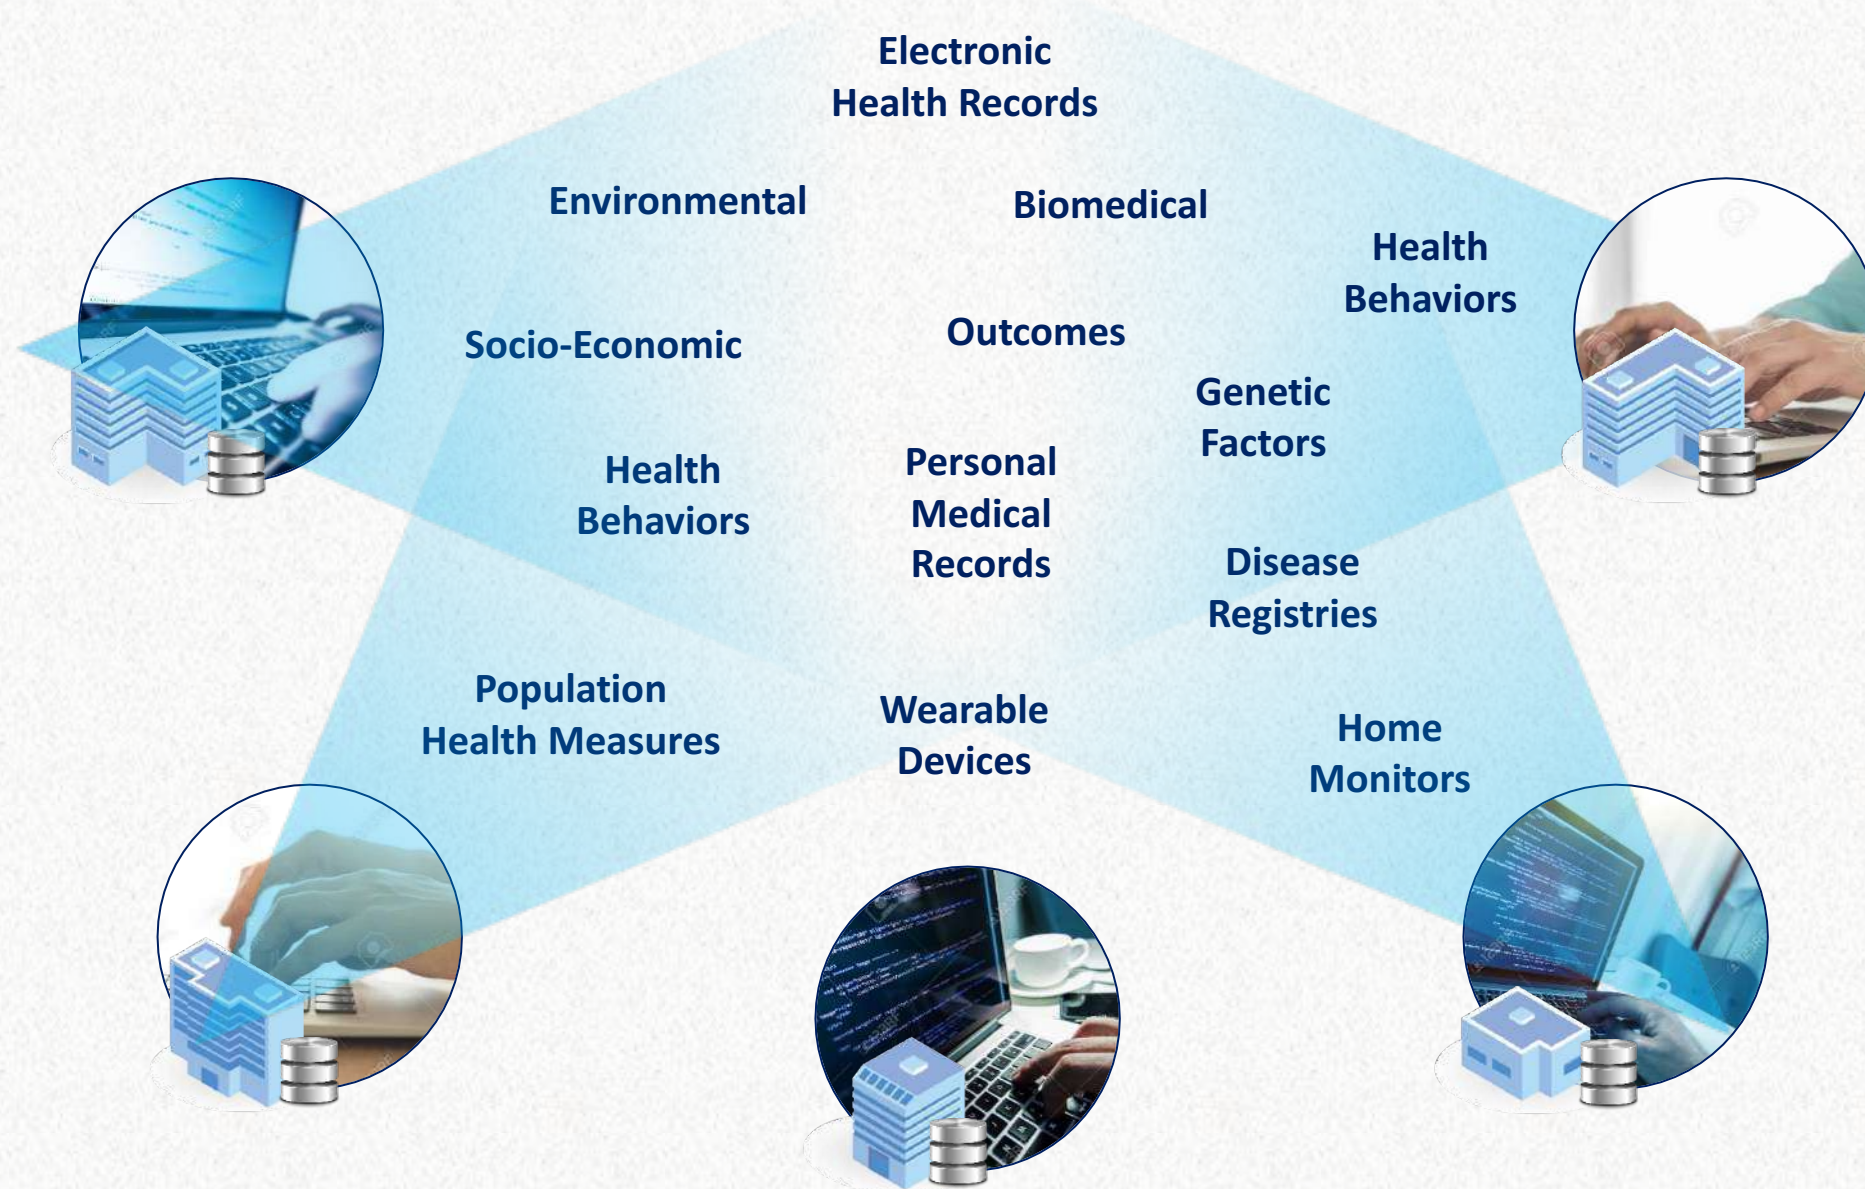 Electronic
Health Records
Environmental
Biomedical
Health
Behaviors
Socio-Economic
Outcomes
Genetic
Factors
Health
Behaviors
Personal
Medical
Records
Disease
Registries
Population
Health Measures
Wearable
Devices
Home
Monitors